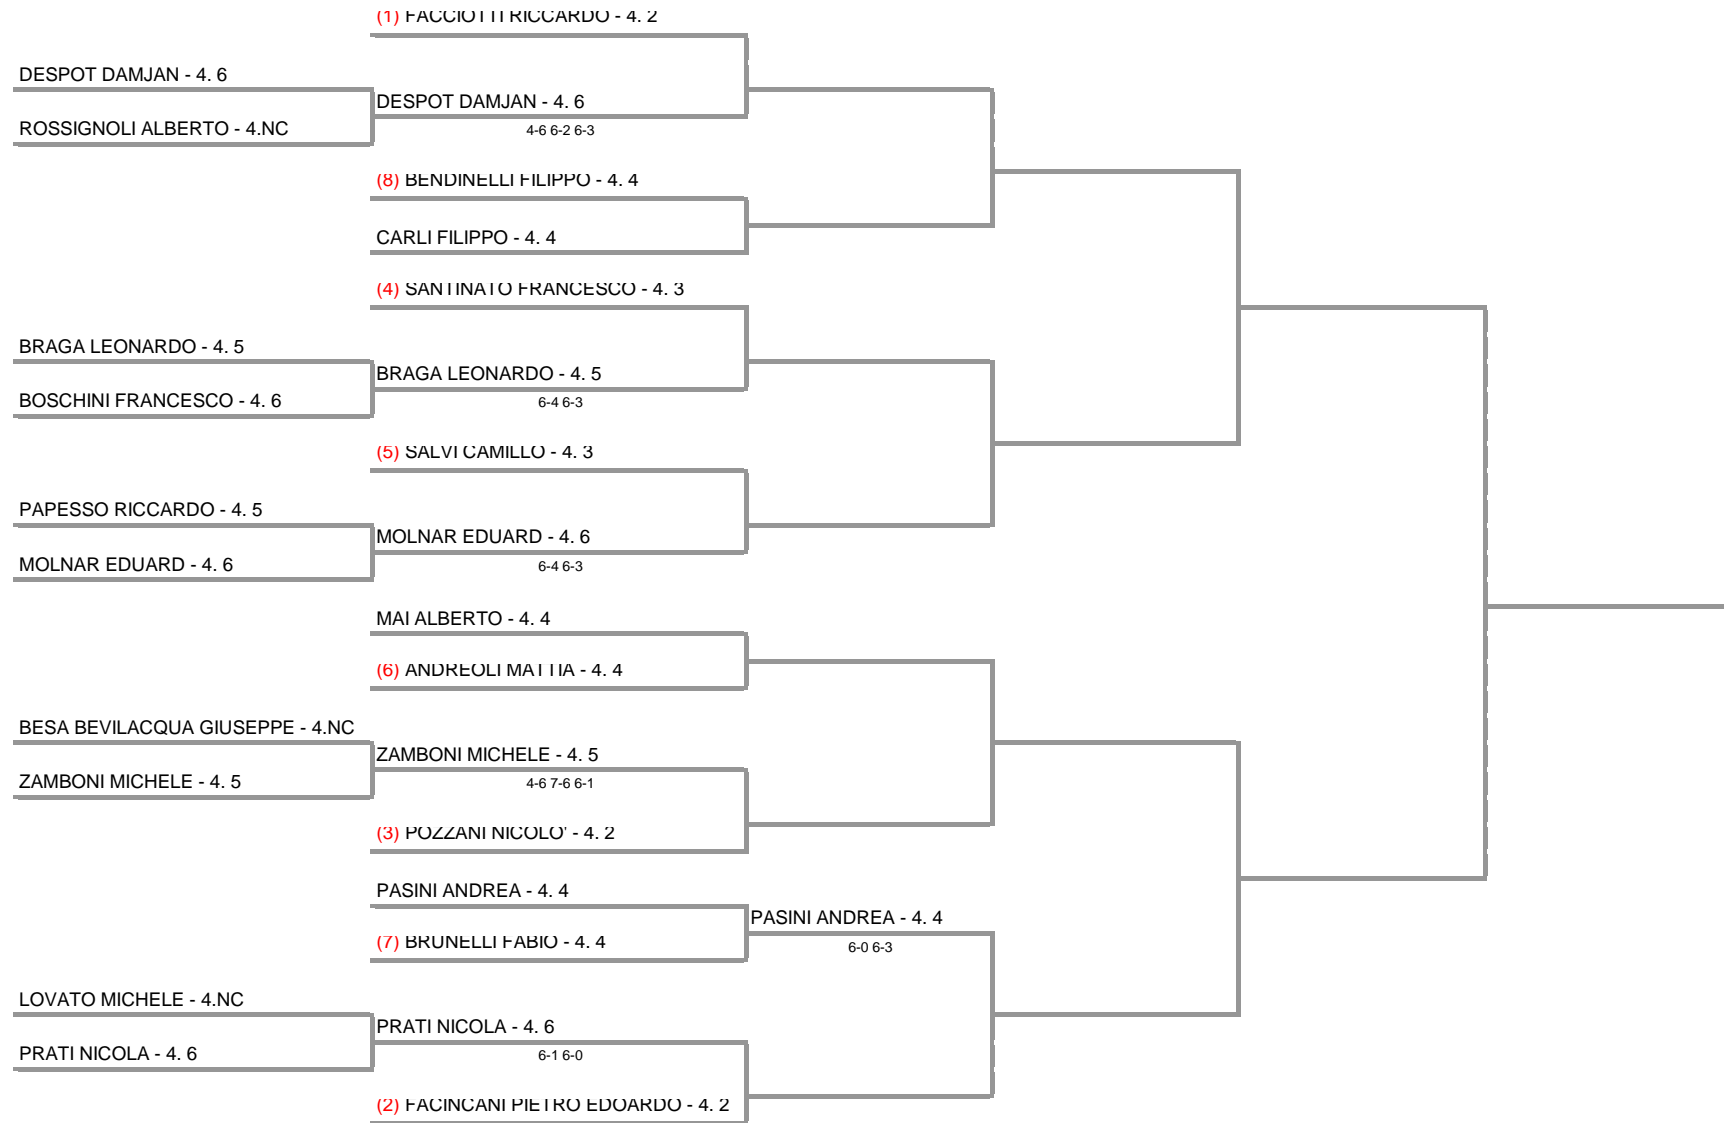 (1) FACCIOTTI RICCARDO - 4. 2
DESPOT DAMJAN - 4. 6
DESPOT DAMJAN - 4. 6
ROSSIGNOLI ALBERTO - 4.NC
4-6 6-2 6-3
(8) BENDINELLI FILIPPO - 4. 4
CARLI FILIPPO - 4. 4
(4) SANTINATO FRANCESCO - 4. 3
BRAGA LEONARDO - 4. 5
BRAGA LEONARDO - 4. 5
BOSCHINI FRANCESCO - 4. 6
6-4 6-3
(5) SALVI CAMILLO - 4. 3
PAPESSO RICCARDO - 4. 5
MOLNAR EDUARD - 4. 6
MOLNAR EDUARD - 4. 6
6-4 6-3
MAI ALBERTO - 4. 4
(6) ANDREOLI MATTIA - 4. 4
BESA BEVILACQUA GIUSEPPE - 4.NC
ZAMBONI MICHELE - 4. 5
ZAMBONI MICHELE - 4. 5
4-6 7-6 6-1
(3) POZZANI NICOLO' - 4. 2
PASINI ANDREA - 4. 4
PASINI ANDREA - 4. 4
(7) BRUNELLI FABIO - 4. 4
6-0 6-3
LOVATO MICHELE - 4.NC
PRATI NICOLA - 4. 6
PRATI NICOLA - 4. 6
6-1 6-0
(2) FACINCANI PIETRO EDOARDO - 4. 2